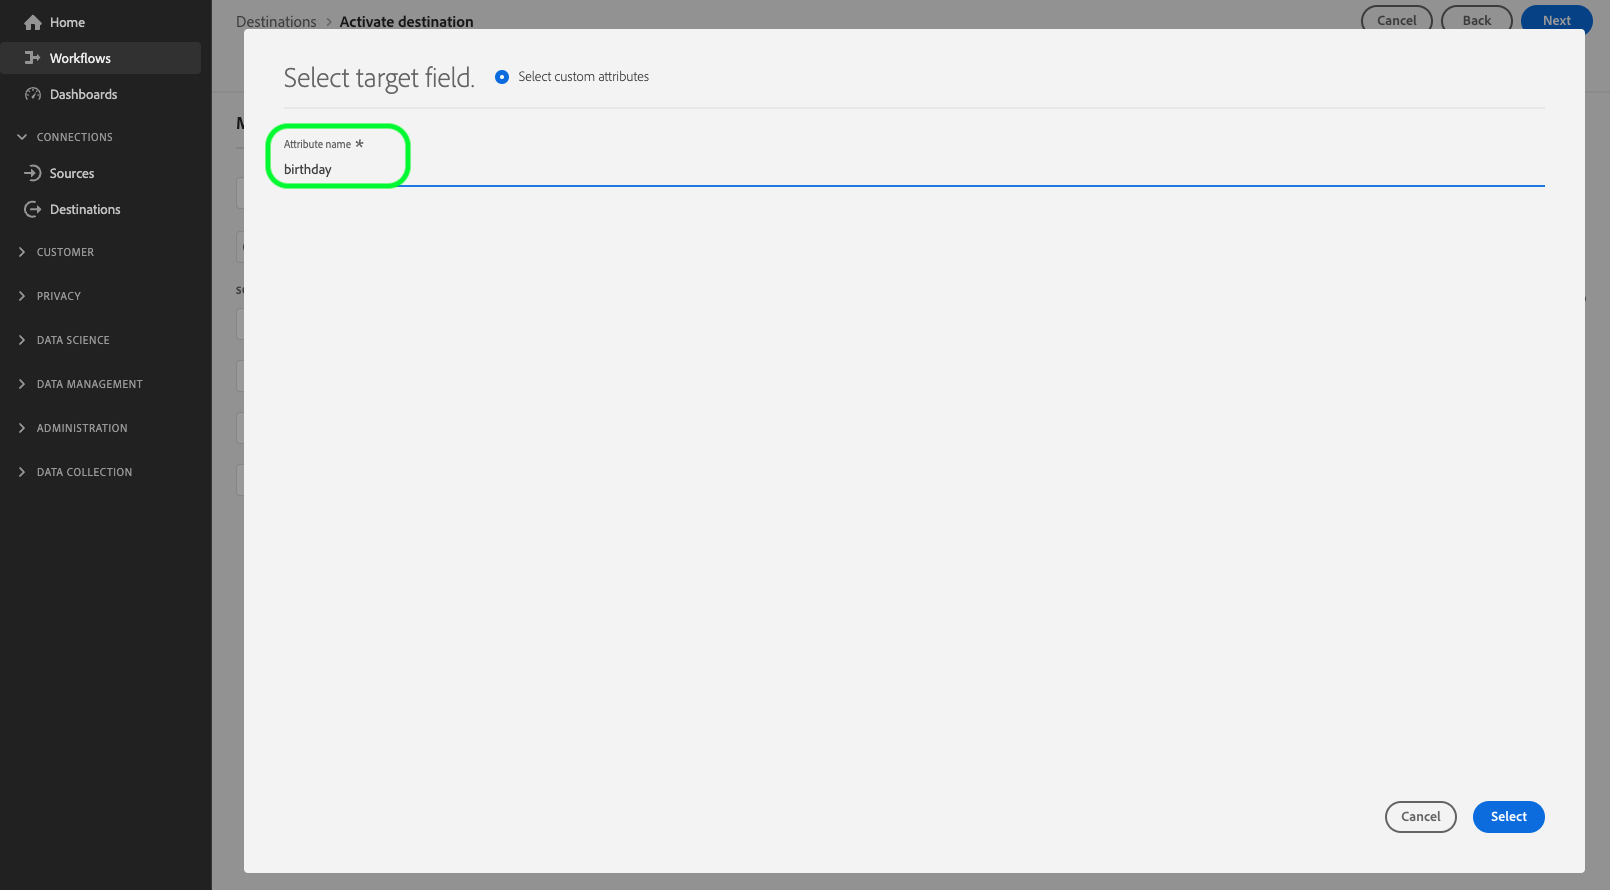 Home
Workflows
Dashboards
CONNECTIONS
Sources
Destinations
CUSTOMER
PRIVACY
DATA SCIENCE
DATA MANAGEMENT
ADMINISTRATION
DATA COLLECTION
Destinations > Activate destination
Cancel Back Next
Select target field. Select custom attributes
Attribute name *
birthday
Cancel Select